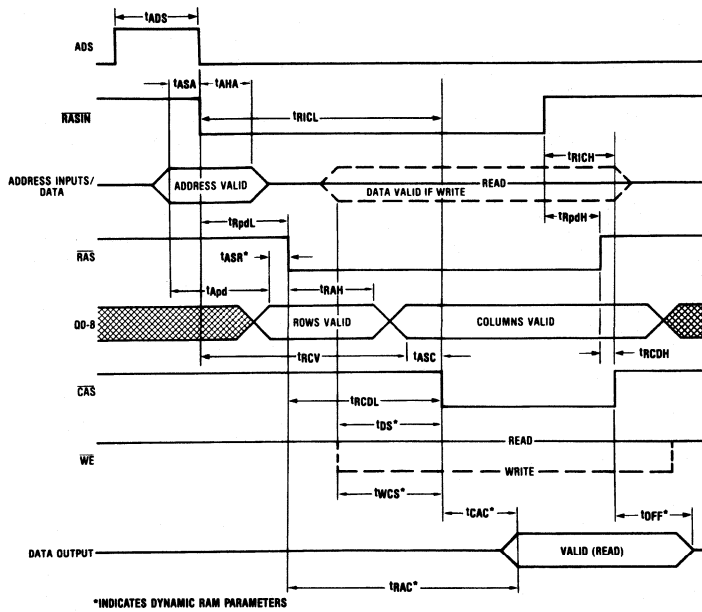 tADS
ADS
tASA
tAHA
RASIN
tRICL
tRICH
ADDRESS INPUTS/
DATA
ADDRESS VALID
READ
DATA VALID IF WRITE
tRpdL
tRpdH
RAS
tASR*
tApd
tRAH
Q0-8
ROWS VALID
COLUMNS VALID
tRCV
tASC
tRCDH
CAS
tRCDL
tDS*
READ
WE
WRITE
tWCS*
tCAC*
tOFF*
DATA OUTPUT
VALID (READ)
tRAC*
*INDICATES DYNAMIC RAM PARAMETERS